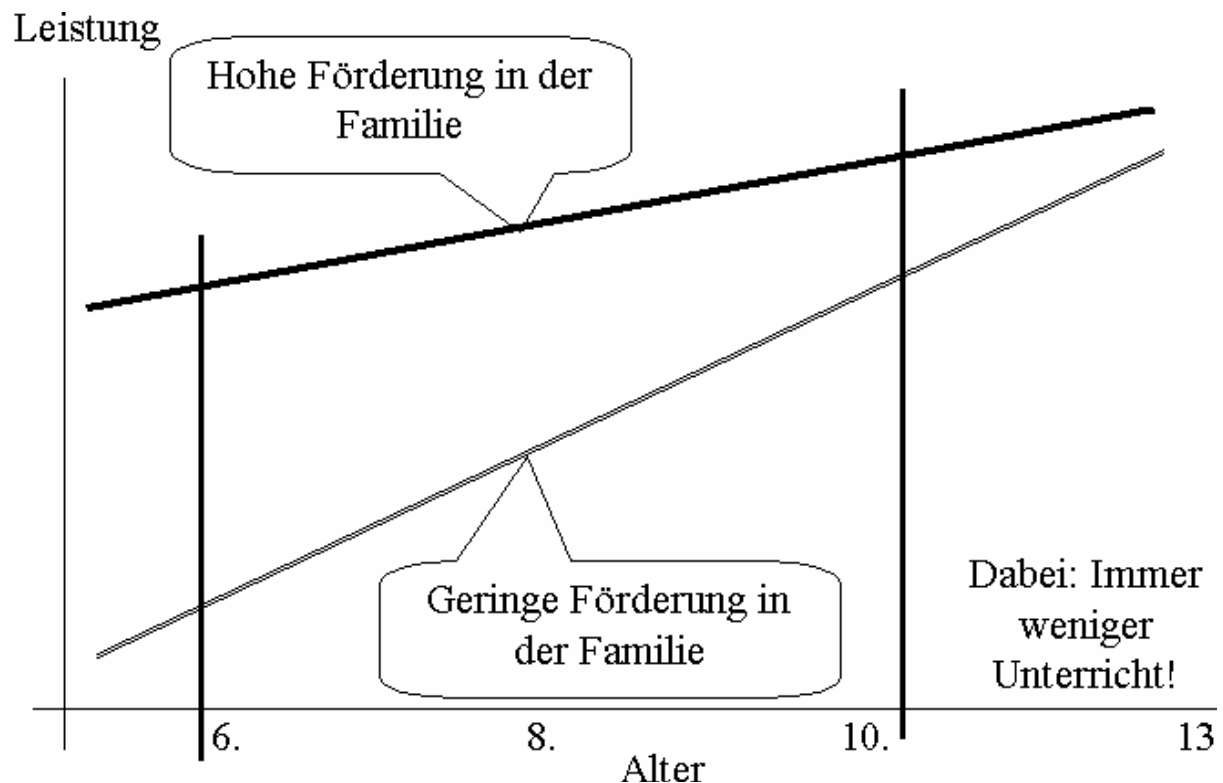 Leistung
Hohe Förderung in der
Familie
Geringe Förderung in
der Familie
Dabei: Immer
weniger
Unterricht!
6.
8.
10.
13
Alter